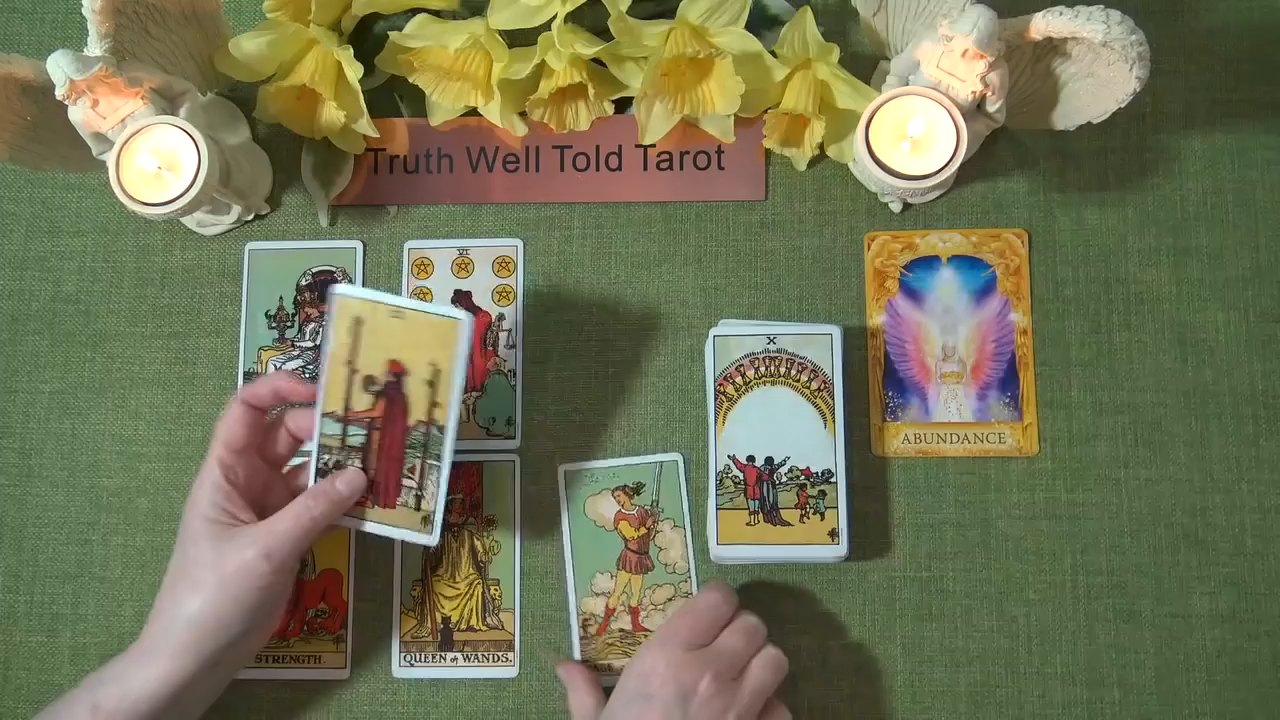 Truth Well Told Tarot
VI
X
ABUNDANCE
STRENGTH.
QUEEN of WANDS.